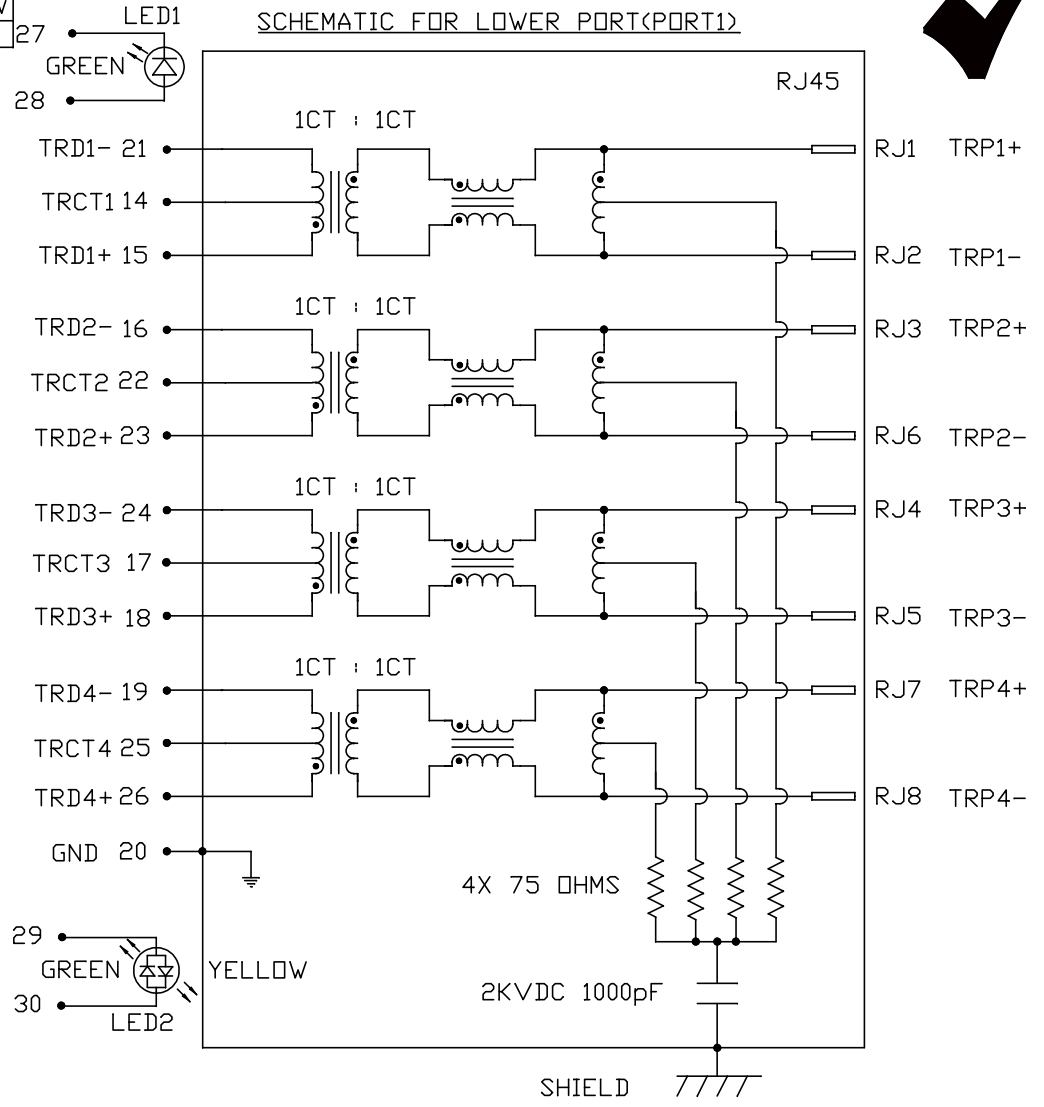 LED1
SCHEMATIC FOR LOWER PORT(PORT1)
27
GREEN
28
RJ45
1CT : 1CT
TRD1- 21
RJ1 TRP1+
TRCT1 14
TRD1+ 15
RJ2 TRP1-
1CT : 1CT
TRD2- 16
RJ3 TRP2+
TRCT2 22
TRD2+ 23
RJ6 TRP2-
1CT : 1CT
TRD3- 24
RJ4 TRP3+
TRCT3 17
TRD3+ 18
RJ5 TRP3-
1CT : 1CT
TRD4- 19
RJ7 TRP4+
TRCT4 25
TRD4+ 26
RJ8 TRP4-
GND 20
4X 75 OHMS
29
GREEN
YELLOW
30
LED2
2KVDC 1000pF
SHIELD